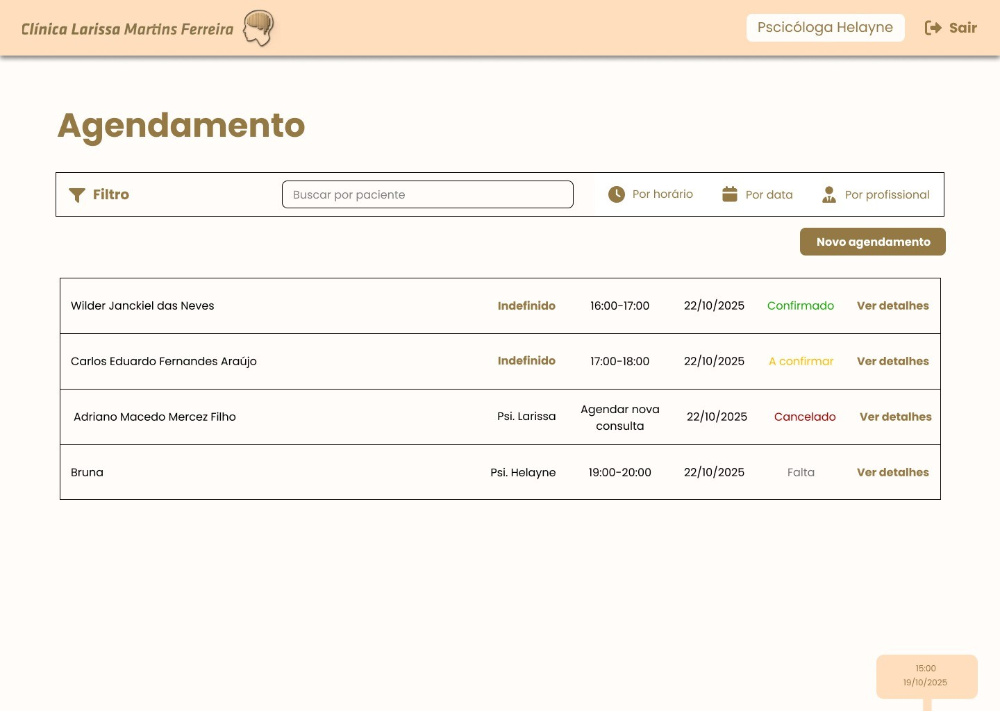 Clínica Larissa Martins Ferreira
Pscicóloga Helayne
Sair
Agendamento
Filtro
Buscar por paciente
Por horário
Por data
Por profissional
Novo agendamento
Wilder Janckiel das Neves Indefinido 16:00-17:00 22/10/2025 Confirmado Ver detalhes
Carlos Eduardo Fernandes Araújo Indefinido 17:00-18:00 22/10/2025 A confirmar Ver detalhes
Adriano Macedo Mercez Filho Psi. Larissa Agendar nova
consulta 22/10/2025 Cancelado Ver detalhes
Bruna Psi. Helayne 19:00-20:00 22/10/2025 Falta Ver detalhes
15:00
19/10/2025